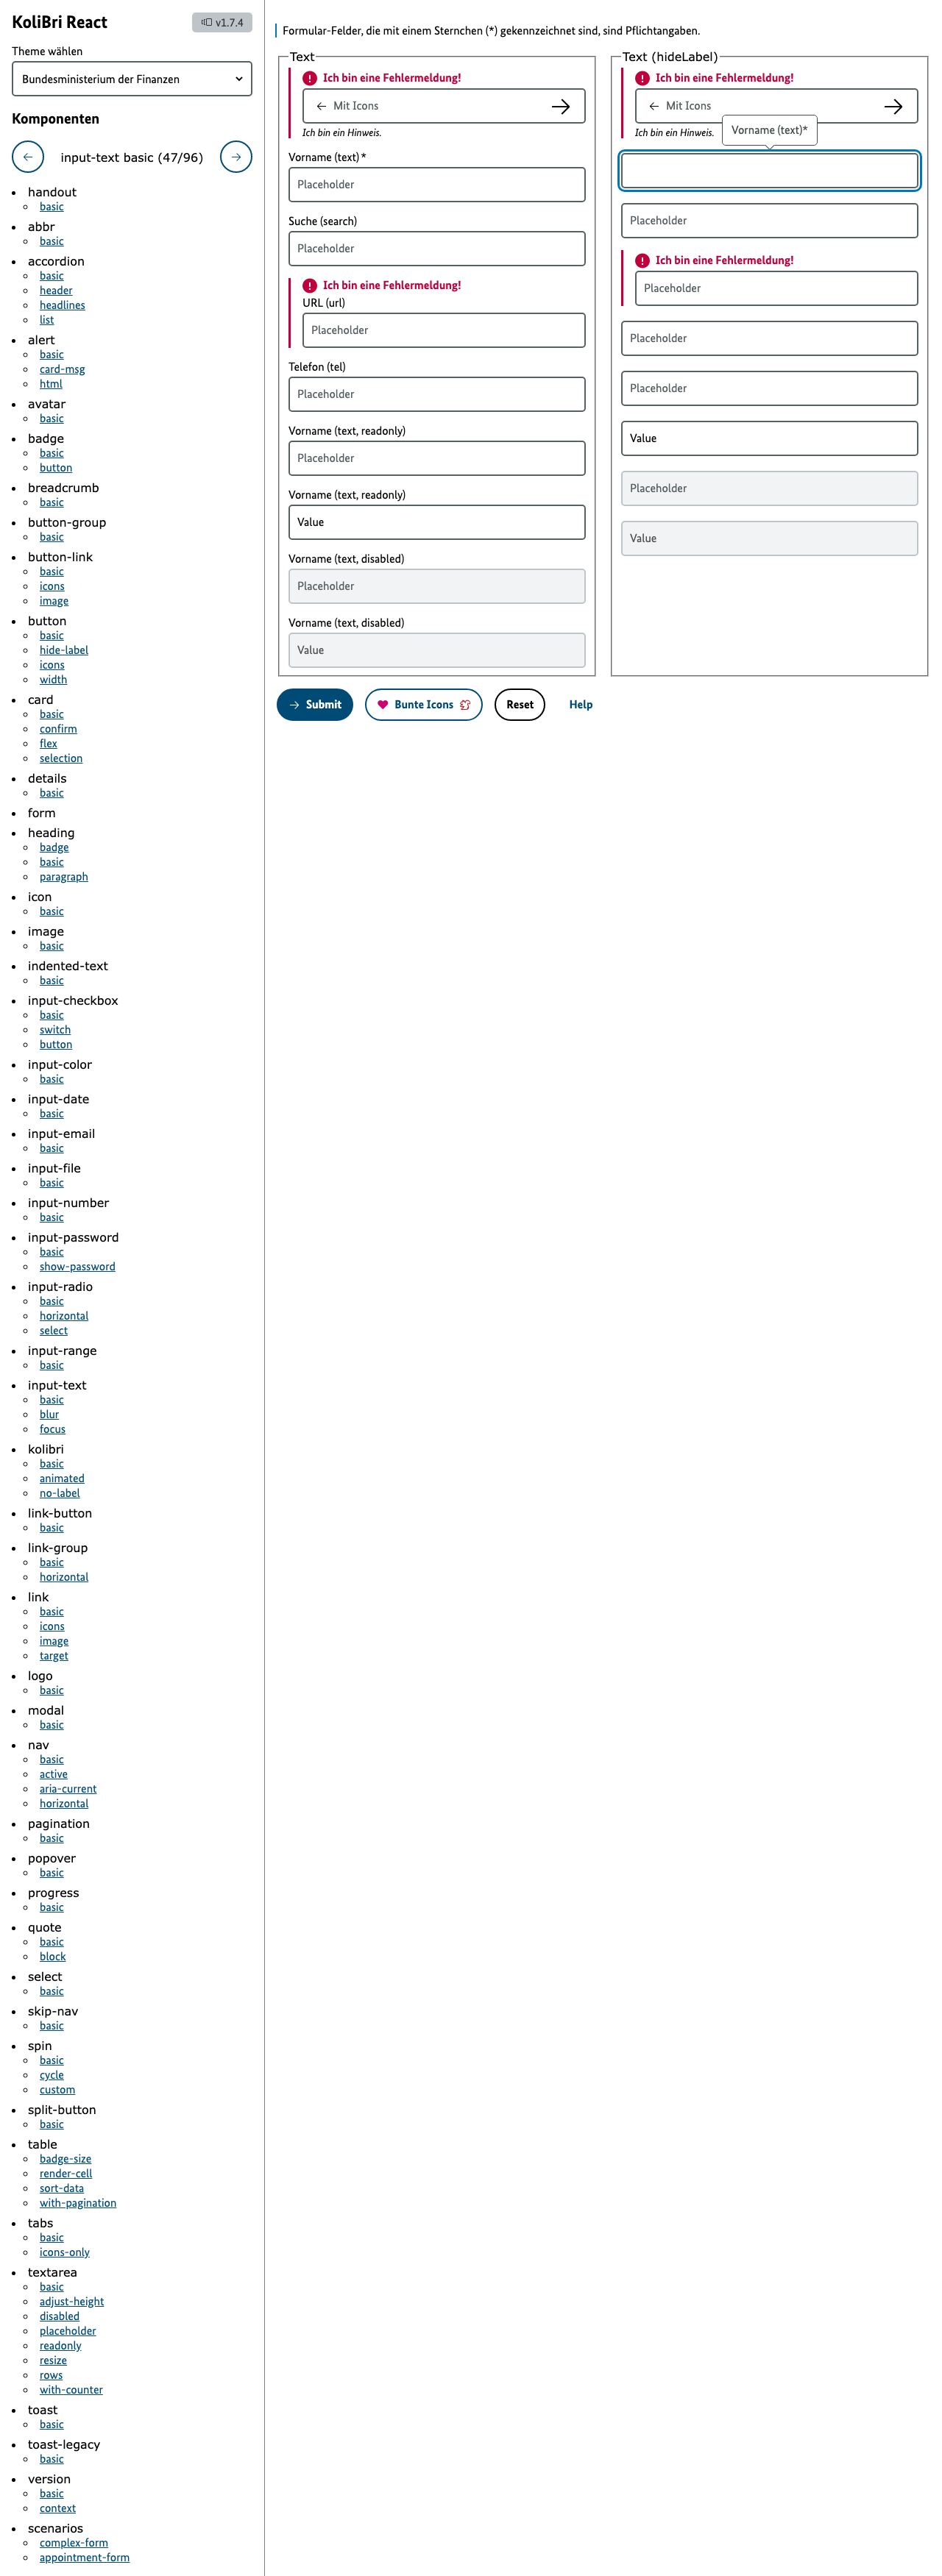 KoliBri React
v1.7.4
Theme wählen
Bundesministerium der Finanzen
Komponenten
input-text basic (47/96)
handout
basic
abbr
basic
accordion
basic
header
headlines
list
alert
basic
card-msg
html
avatar
basic
badge
basic
button
breadcrumb
basic
button-group
basic
button-link
basic
icons
image
button
basic
hide-label
icons
width
card
basic
confirm
flex
selection
details
basic
form
heading
badge
basic
paragraph
icon
basic
image
basic
indented-text
basic
input-checkbox
basic
switch
button
input-color
basic
input-date
basic
input-email
basic
input-file
basic
input-number
basic
input-password
basic
show-password
input-radio
basic
horizontal
select
input-range
basic
input-text
basic
blur
focus
kolibri
basic
animated
no-label
link-button
basic
link-group
basic
horizontal
link
basic
icons
image
target
logo
basic
modal
basic
nav
basic
active
aria-current
horizontal
pagination
basic
popover
basic
progress
basic
quote
basic
block
select
basic
skip-nav
basic
spin
basic
cycle
custom
split-button
basic
table
badge-size
render-cell
sort-data
with-pagination
tabs
basic
icons-only
textarea
basic
adjust-height
disabled
placeholder
readonly
resize
rows
with-counter
toast
basic
toast-legacy
basic
version
basic
context
scenarios
complex-form
appointment-form
Formular-Felder, die mit einem Sternchen (*) gekennzeichnet sind, sind Pflichtangaben.
Text
Ich bin eine Fehlermeldung!
Mit Icons
Ich bin ein Hinweis.
Vorname (text)*
Placeholder
Suche (search)
Placeholder
Ich bin eine Fehlermeldung!
URL (url)
Placeholder
Telefon (tel)
Placeholder
Vorname (text, readonly)
Placeholder
Vorname (text, readonly)
Value
Vorname (text, disabled)
Placeholder
Vorname (text, disabled)
Value
Text (hideLabel)
Ich bin eine Fehlermeldung!
Mit Icons
Ich bin ein Hinweis.
Vorname (text)*
Placeholder
Ich bin eine Fehlermeldung!
Placeholder
Placeholder
Placeholder
Value
Placeholder
Value
Submit
Bunte Icons
Reset
Help